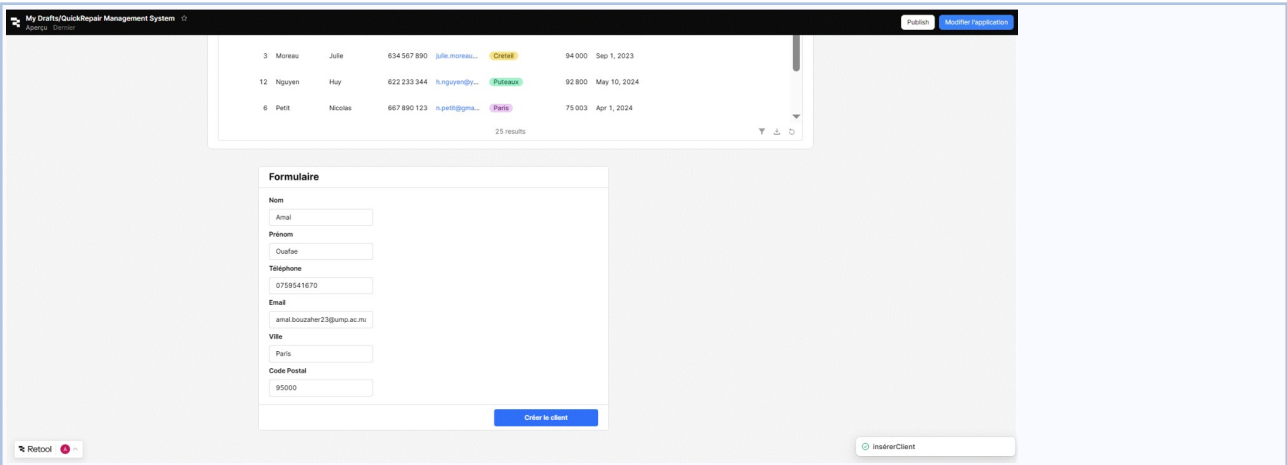 My Drafts/QuickRepair Management System
Aperçu Dernier
Publish Modifier l'application
3 Moreau Julie 634 567 890 julie.moreau... Creteil 94 000 Sep 1, 2023
12 Nguyen Huy 622 233 344 h.nguyen@y... Puteaux 92 800 May 10, 2024
6 Petit Nicolas 667 890 123 n.petit@gma... Paris 75 003 Apr 1, 2024
25 results
Formulaire
Nom
Amal
Prénom
Ouafae
Téléphone
0759541670
Email
amal.bouzaher23@ump.ac.ma
Ville
Paris
Code Postal
95000
Créer le client
Retool A
insérerClient